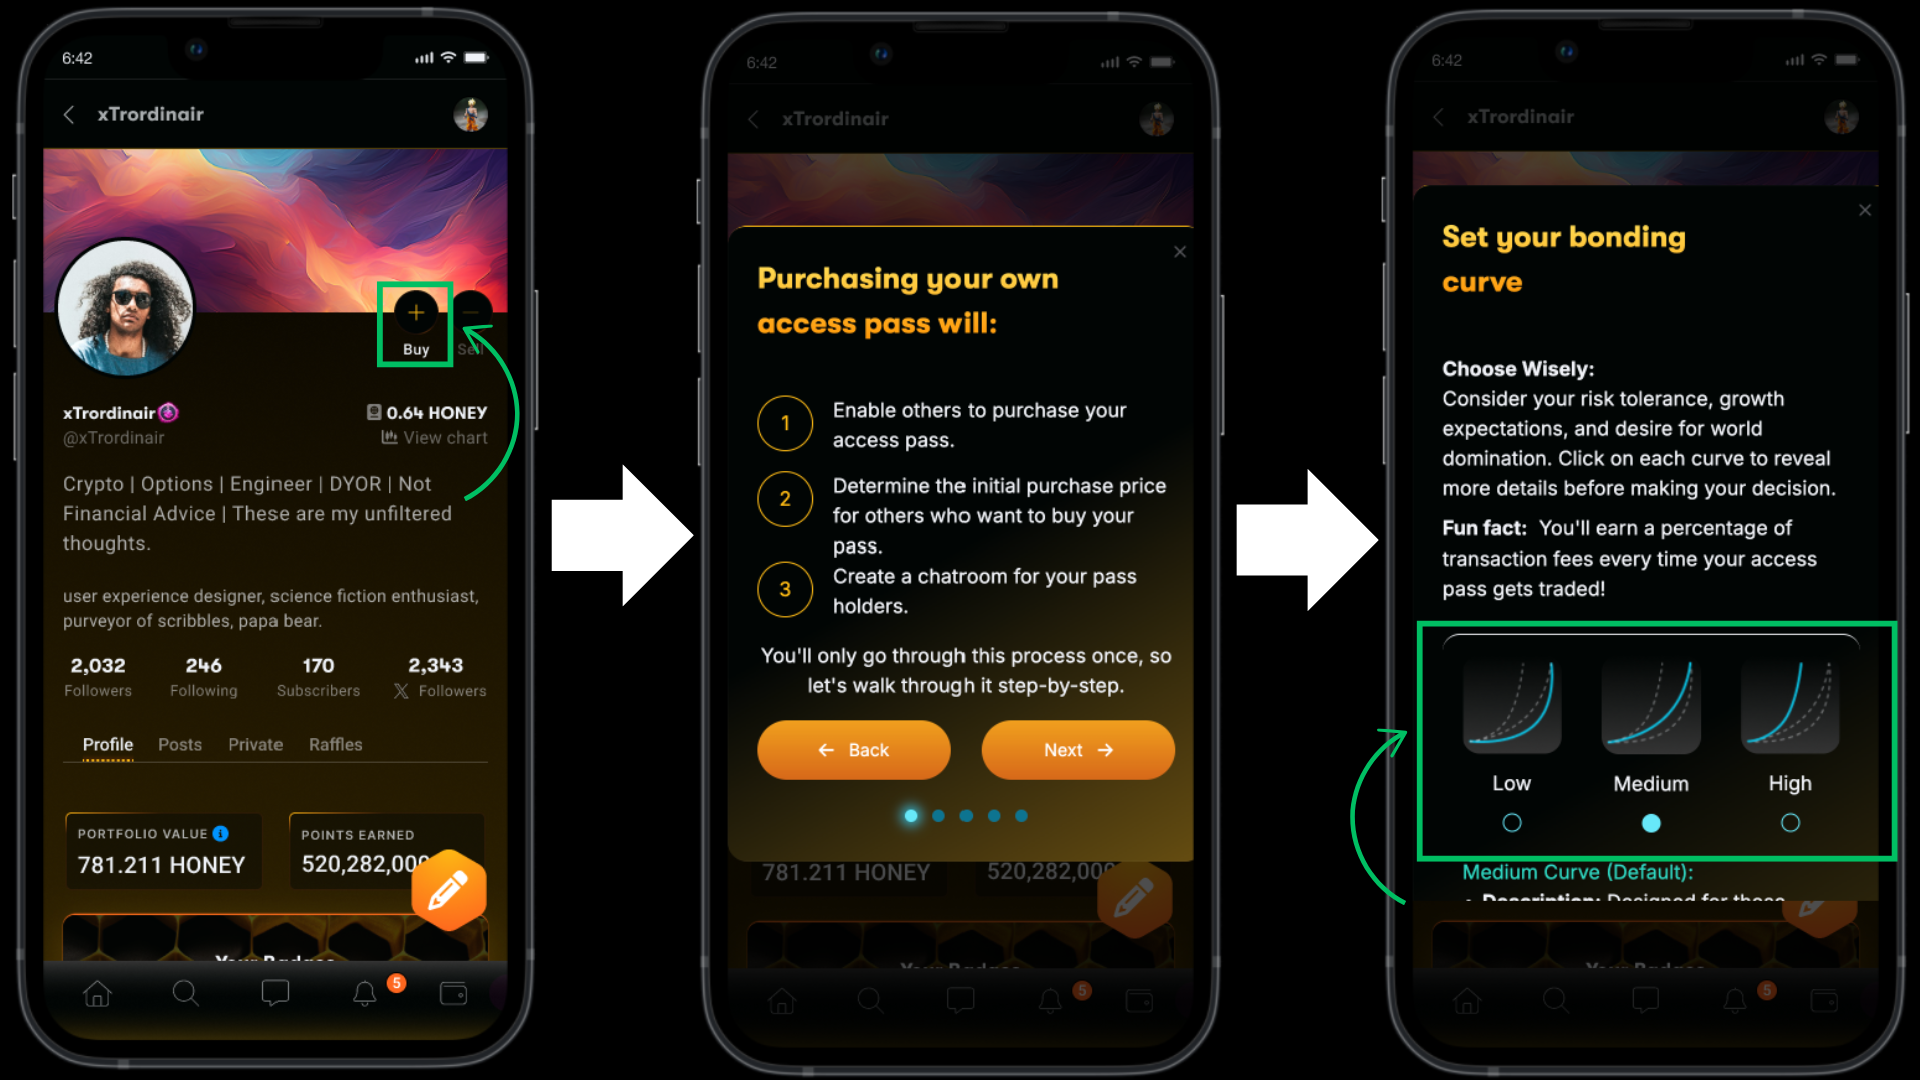 6:42
xTrordinair
Buy
Sell
xTrordinair
0.64 HONEY
@xTrordinair
View chart
Crypto | Options | Engineer | DYOR | Not
Financial Advice | These are my unfiltered
thoughts.
user experience designer, science fiction enthusiast,
purveyor of scribbles, papa bear.
2,032 246 170 2,343
Followers Following Subscribers X Followers
Profile Posts Private Raffles
PORTFOLIO VALUE
781.211 HONEY
POINTS EARNED
520,282,000
Your Badges
5
6:42
xTrordinair
Purchasing your own
access pass will:
1
Enable others to purchase your
access pass.
2
Determine the initial purchase price
for others who want to buy your
pass.
3
Create a chatroom for your pass
holders.
You'll only go through this process once, so
let's walk through it step-by-step.
← Back
Next →
781.211 HONEY
520,282,000
Your Badges
5
6:42
xTrordinair
Set your bonding
curve
Choose Wisely:
Consider your risk tolerance, growth
expectations, and desire for world
domination. Click on each curve to reveal
more details before making your decision.
Fun fact: You'll earn a percentage of
transaction fees every time your access
pass gets traded!
Low Medium High
Medium Curve (Default):
• Description: Designed for those
Your Badges
5